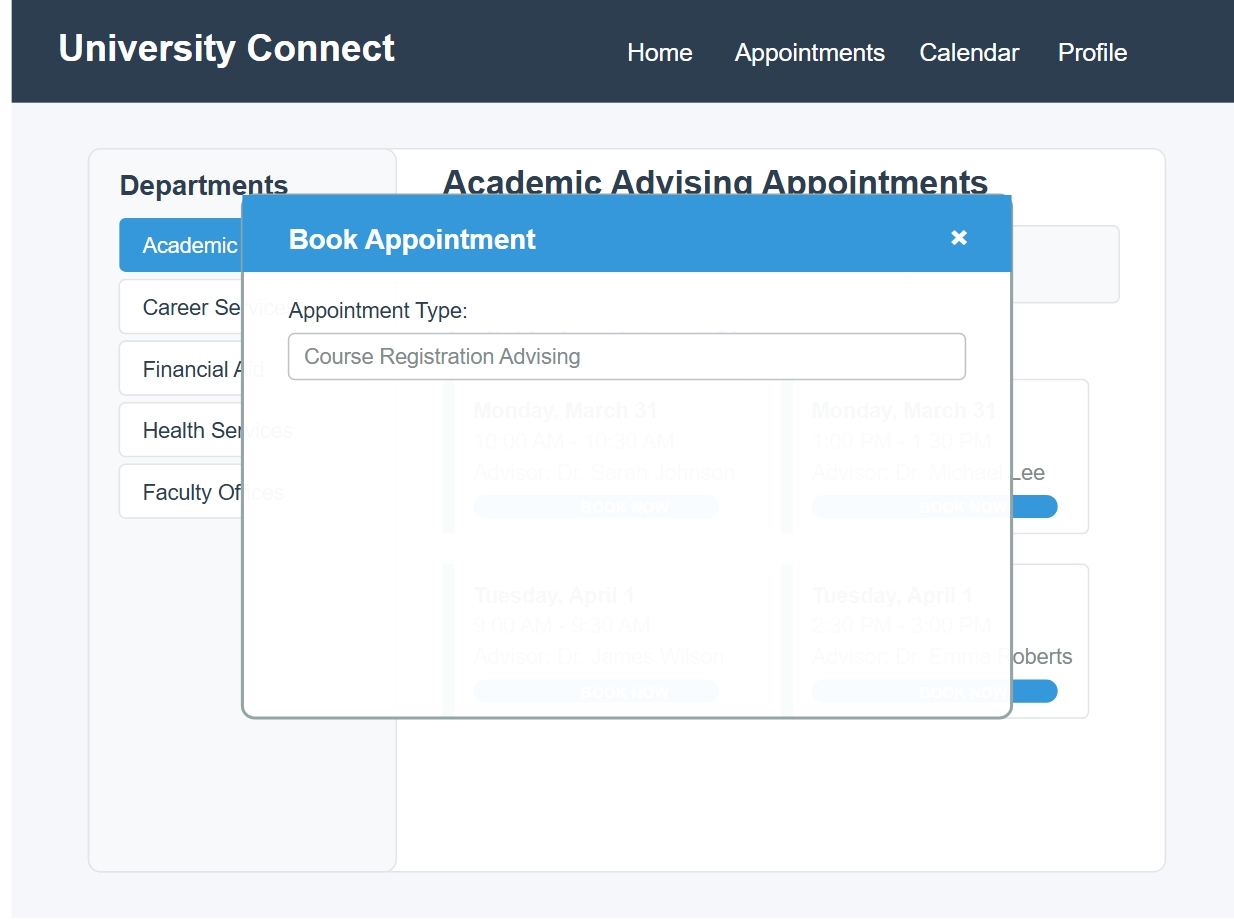 University Connect
Home Appointments Calendar Profile
Departments
Academic Advising Appointments
Academic
Book Appointment
×
Career Services
Appointment Type:
Course Registration Advising
Financial Aid
Health Services
Faculty Offices
Monday, March 31
10:00 AM - 10:30 AM
Advisor: Dr. Sarah Johnson
BOOK NOW
Monday, March 31
1:00 PM - 1:30 PM
Advisor: Dr. Michael Lee
BOOK NOW
Tuesday, April 1
9:00 AM - 9:30 AM
Advisor: Dr. James Wilson
BOOK NOW
Tuesday, April 1
2:30 PM - 3:00 PM
Advisor: Dr. Emma Roberts
BOOK NOW